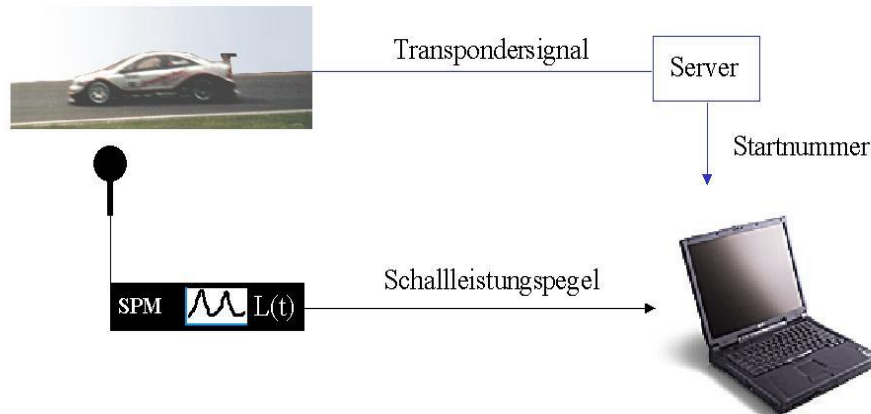 Transpondersignal
Server
Startnummer
Schallleistungspegel
SPM
L(t)